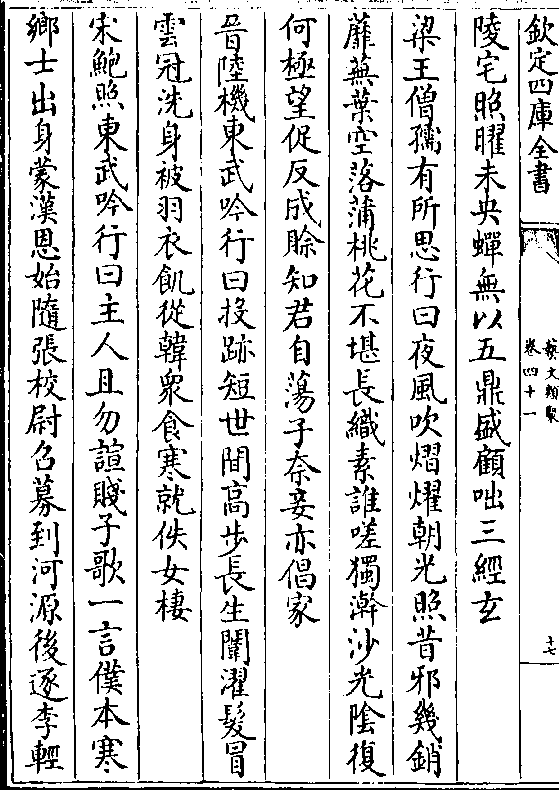 欽定四庫全書
藝文類聚
卷四十一
十七
陵宅照曜未央蟬無以五鼎盛顧咄三經玄
梁王僧孺有所思行曰夜風吹熠燿朝光照昔邪幾銷
蘼蕪葉空落蒲桃花不堪長織素誰嗟獨澣沙光陰復
何極望促反成賒知君自蕩子奈妾亦倡家
晉陸機東武吟行曰投跡短世間高步長生闈濯髮冒
雲冠洗身被羽衣飢從韓衆食寒就佚女棲
宋鮑照東武吟行曰主人且勿諠賤子歌一言僕本寒
鄉士出身蒙漢恩始隨張校尉召募到河源後逐李輕